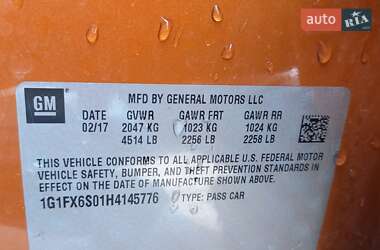 auto RIA
GM
MFD BY GENERAL MOTORS LLC
DATE GVWR GAWR FRT GAWR RR
02/17 2047 KG 1023 KG 1024 KG
4514 LB 2256 LB 2258 LB
THIS VEHICLE CONFORMS TO ALL APPLICABLE U.S. FEDERAL MOTOR
VEHICLE SAFETY, BUMPER, AND THEFT PREVENTION STANDARDS IN
EFFECT ON THE DATE OF MANUFACTURE SHOWN ABOVE.
1G1FX6S01H4145776 TYPE: PASS CAR